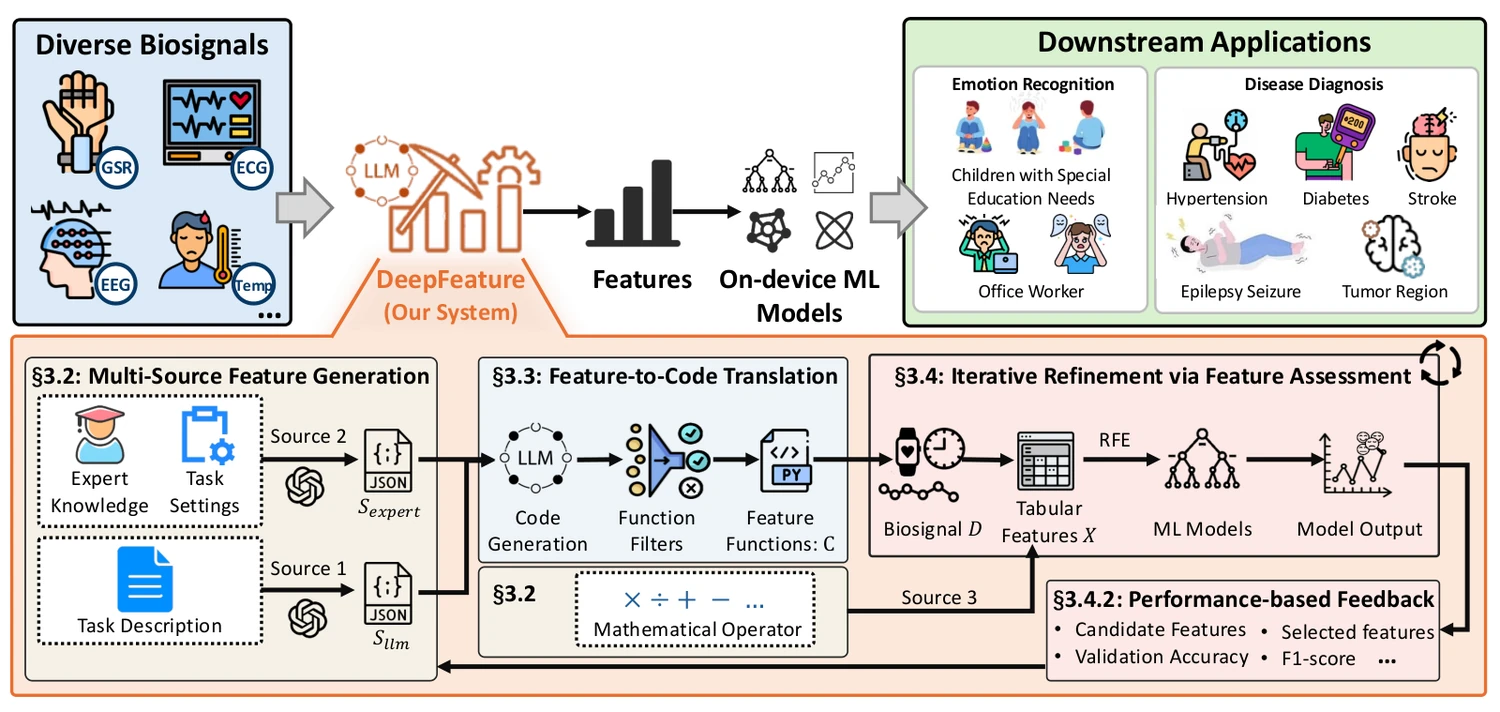 Diverse Biosignals
GSR
ECG
EEG
Temp
...
LLM
DeepFeature
(Our System)
Features
On-device ML
Models
Downstream Applications
Emotion Recognition
Children with Special
Education Needs
Office Worker
Disease Diagnosis
200
Hypertension
Diabetes
Stroke
Epilepsy Seizure
Tumor Region
§3.2: Multi-Source Feature Generation
Expert
Knowledge
Task
Settings
Source 2
{;}
JSON
S_expert
Task Description
Source 1
{;}
JSON
S_llm
§3.3: Feature-to-Code Translation
LLM
Code
Generation
Function
Filters
</>
PY
Feature
Functions: C
§3.2
× ÷ + − ...
Mathematical Operator
Source 3
§3.4: Iterative Refinement via Feature Assessment
Biosignal D
Tabular
Features X
RFE
ML Models
Model Output
§3.4.2: Performance-based Feedback
• Candidate Features
• Selected features
• Validation Accuracy
• F1-score ...